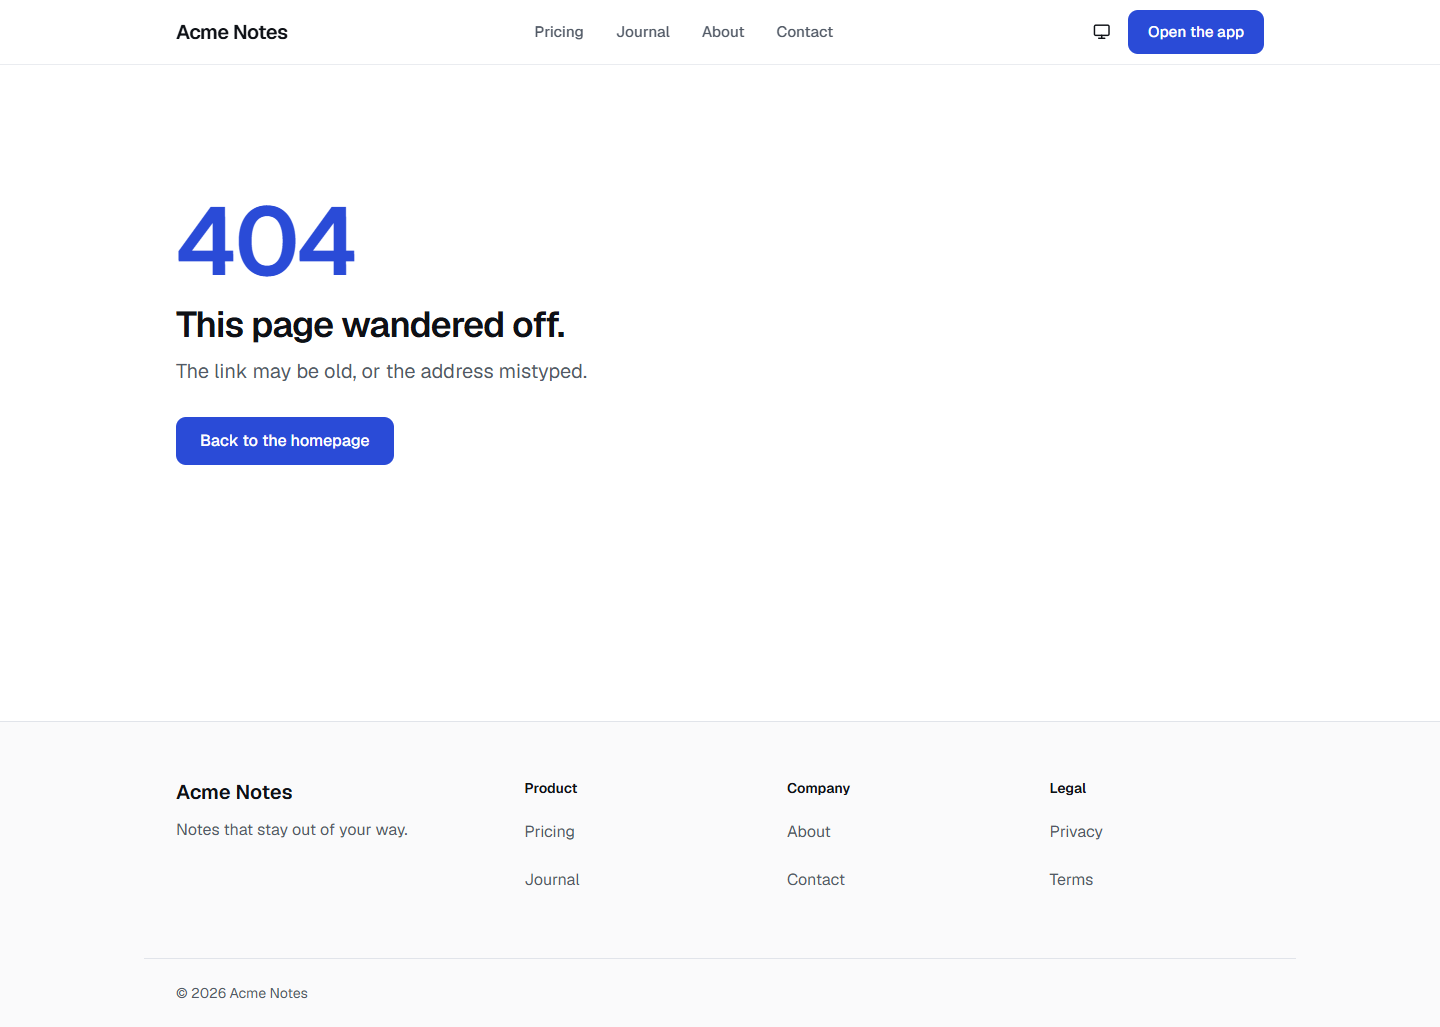 Acme Notes
Pricing
Journal
About
Contact
Open the app
404
This page wandered off.
The link may be old, or the address mistyped.
Back to the homepage
Acme Notes
Notes that stay out of your way.
Product
Pricing
Journal
Company
About
Contact
Legal
Privacy
Terms
© 2026 Acme Notes